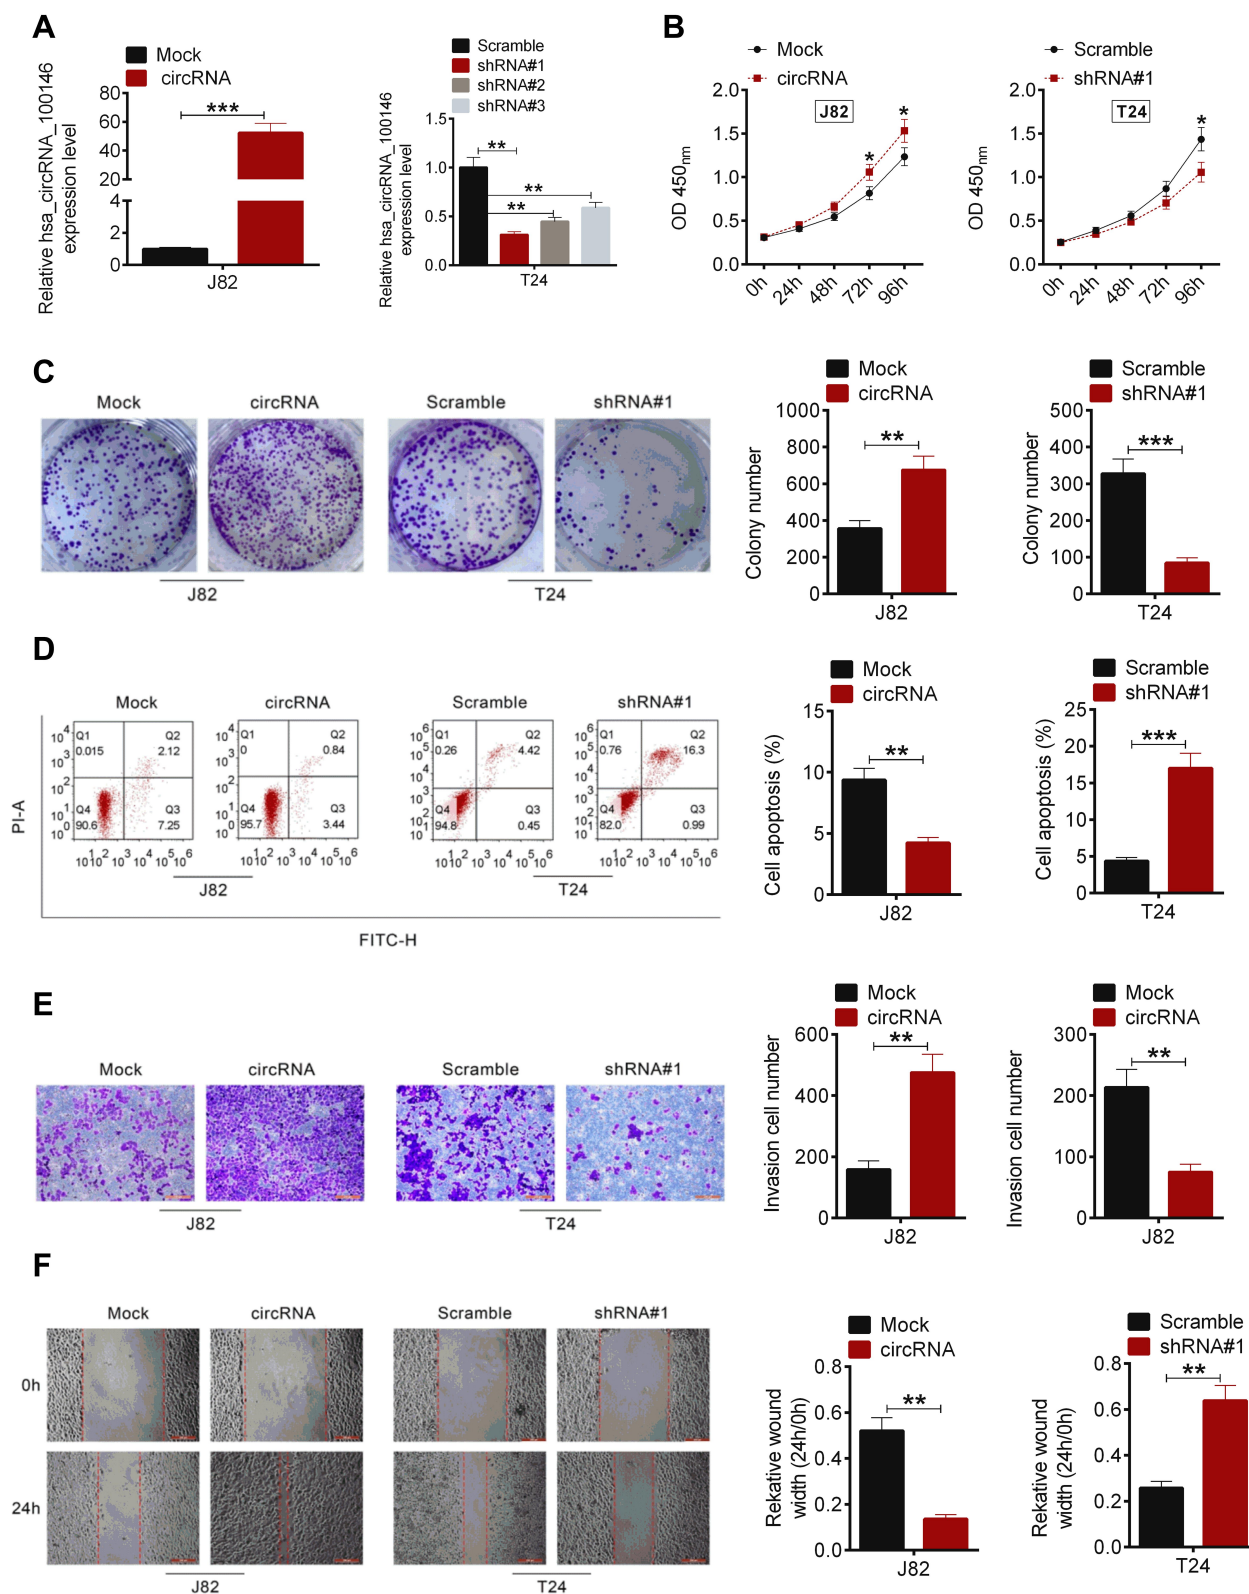 A
Mock
circRNA
Relative hsa_circRNA_100146
expression level
80
60
40
20
4
2
0
***
J82
Scramble
shRNA#1
shRNA#2
shRNA#3
Relative hsa_circRNA_100146
expression level
1.5
1.0
0.5
0.0
**
**
**
T24
B
Mock
circRNA
OD 450nm
2.0
1.5
1.0
0.5
0.0
J82
*
*
0h 24h 48h 72h 96h
Scramble
shRNA#1
OD 450nm
2.0
1.5
1.0
0.5
0.0
T24
*
0h 24h 48h 72h 96h
C
Mock circRNA Scramble shRNA#1
J82 T24
Mock
circRNA
Colony number
1000
800
600
400
200
0
**
J82
Scramble
shRNA#1
Colony number
500
400
300
200
100
0
***
T24
D
Mock circRNA Scramble shRNA#1
PI-A
Q1 Q2
0.015 2.12
Q4 Q3
90.6 7.25
Q1 Q2
0 0.84
Q4 Q3
95.7 3.44
Q1 Q2
0.26 4.42
Q4 Q3
94.8 0.45
Q1 Q2
0.76 16.3
Q4 Q3
82.0 0.99
J82 T24
FITC-H
Mock
circRNA
Cell apoptosis (%)
15
10
5
0
**
J82
Scramble
shRNA#1
Cell apoptosis (%)
25
20
15
10
5
0
***
T24
E
Mock circRNA Scramble shRNA#1
J82 T24
Mock
circRNA
Invasion cell number
600
400
200
0
**
J82
Mock
circRNA
Invasion cell number
300
200
100
0
**
J82
F
Mock circRNA Scramble shRNA#1
0h
24h
J82 T24
Mock
circRNA
Rekative wound
width (24h/0h)
0.8
0.6
0.4
0.2
0.0
**
J82
Scramble
shRNA#1
Rekative wound
width (24h/0h)
0.8
0.6
0.4
0.2
0.0
**
T24